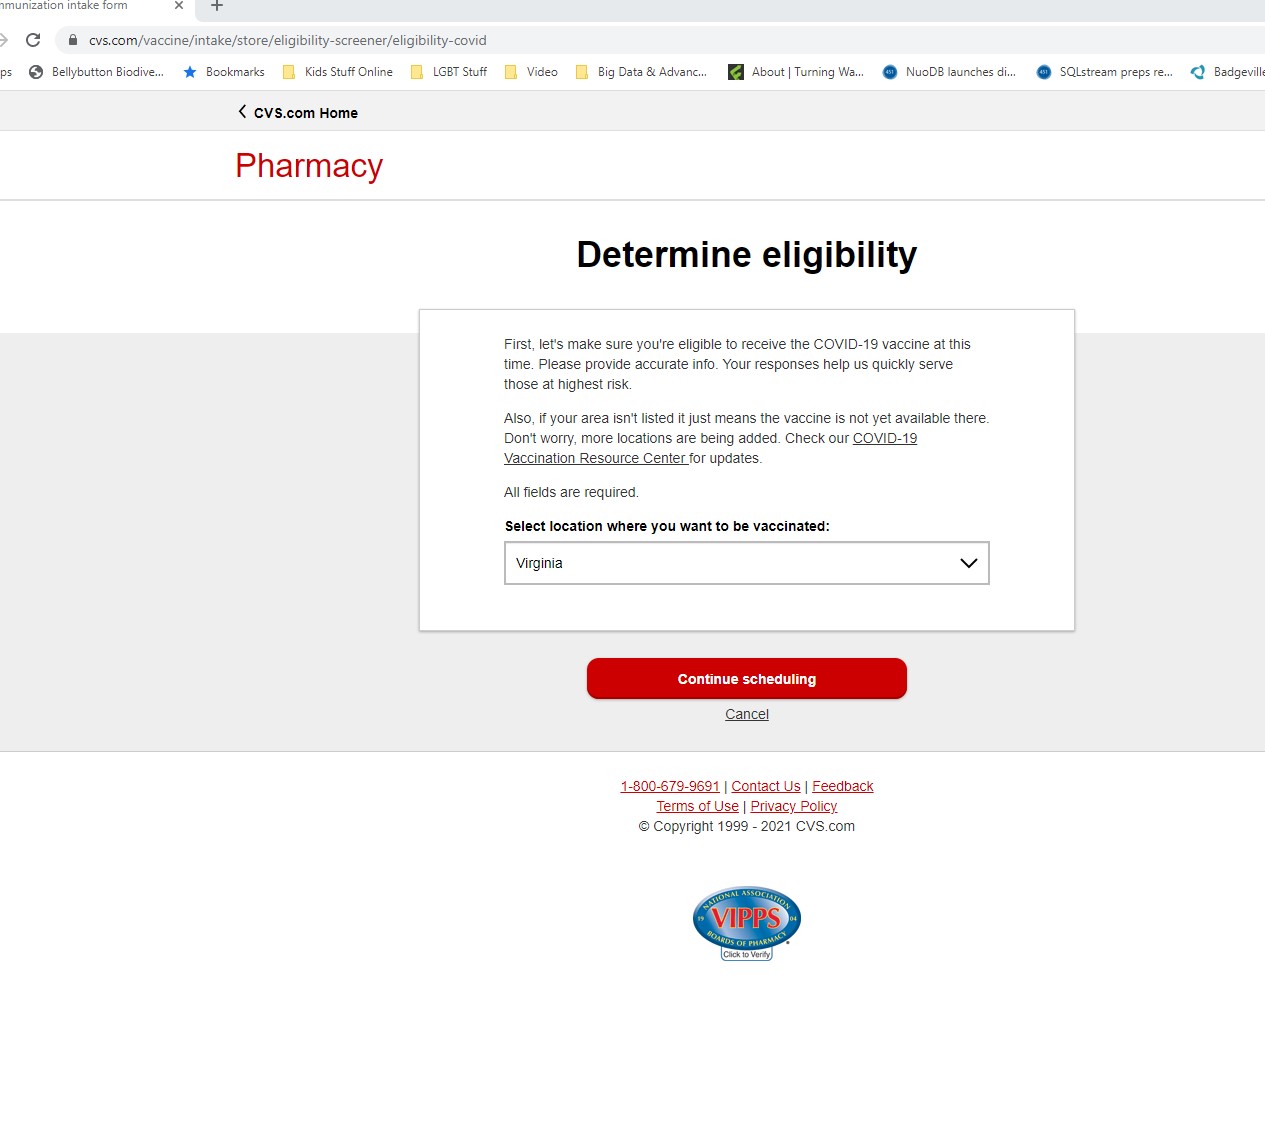 mmunization intake form
cvs.com/vaccine/intake/store/eligibility-screener/eligibility-covid
ps Bellybutton Biodive... Bookmarks Kids Stuff Online LGBT Stuff Video Big Data & Advanc... About | Turning Wa... NuoDB launches di... SQLstream preps re... Badgeville
CVS.com Home
Pharmacy
Determine eligibility
First, let's make sure you're eligible to receive the COVID-19 vaccine at this
time. Please provide accurate info. Your responses help us quickly serve
those at highest risk.
Also, if your area isn't listed it just means the vaccine is not yet available there.
Don't worry, more locations are being added. Check our COVID-19
Vaccination Resource Center for updates.
All fields are required.
Select location where you want to be vaccinated:
Virginia
Continue scheduling
Cancel
1-800-679-9691 | Contact Us | Feedback
Terms of Use | Privacy Policy
© Copyright 1999 - 2021 CVS.com
NATIONAL ASSOCIATION
19 VIPPS 04
BOARDS OF PHARMACY
Click to Verify